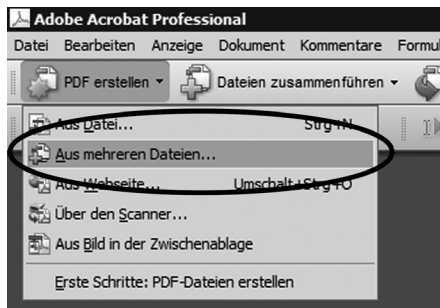 Adobe Acrobat Professional
Datei Bearbeiten Anzeige Dokument Kommentare Formu
PDF erstellen Dateien zusammenführen
Aus Datei... Strg+N
Aus mehreren Dateien...
Aus Webseite... Umschalt+Strg+O
Über den Scanner...
Aus Bild in der Zwischenablage
Erste Schritte: PDF-Dateien erstellen